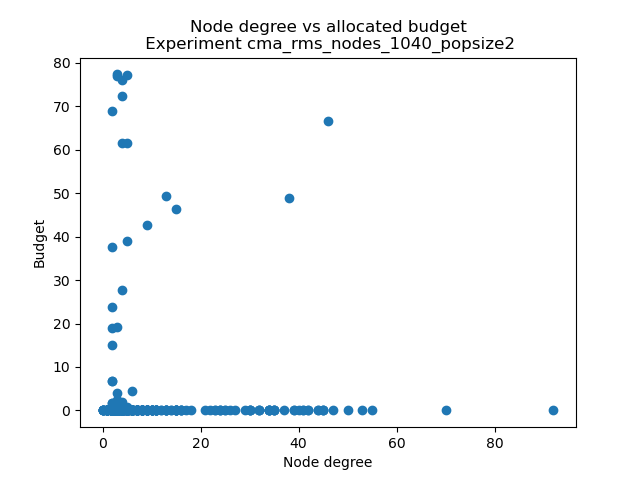 Node degree vs allocated budget
Experiment cma_rms_nodes_1040_popsize2
80
70
60
50
40
30
20
10
0
Budget
0 20 40 60 80
Node degree